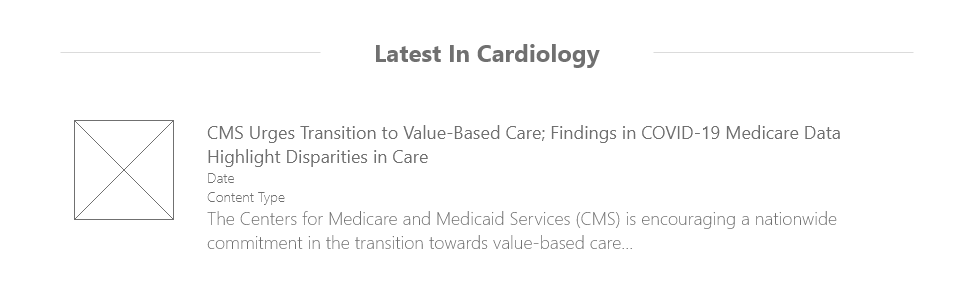 Latest In Cardiology
CMS Urges Transition to Value-Based Care; Findings in COVID-19 Medicare Data
Highlight Disparities in Care
Date
Content Type
The Centers for Medicare and Medicaid Services (CMS) is encouraging a nationwide
commitment in the transition towards value-based care...